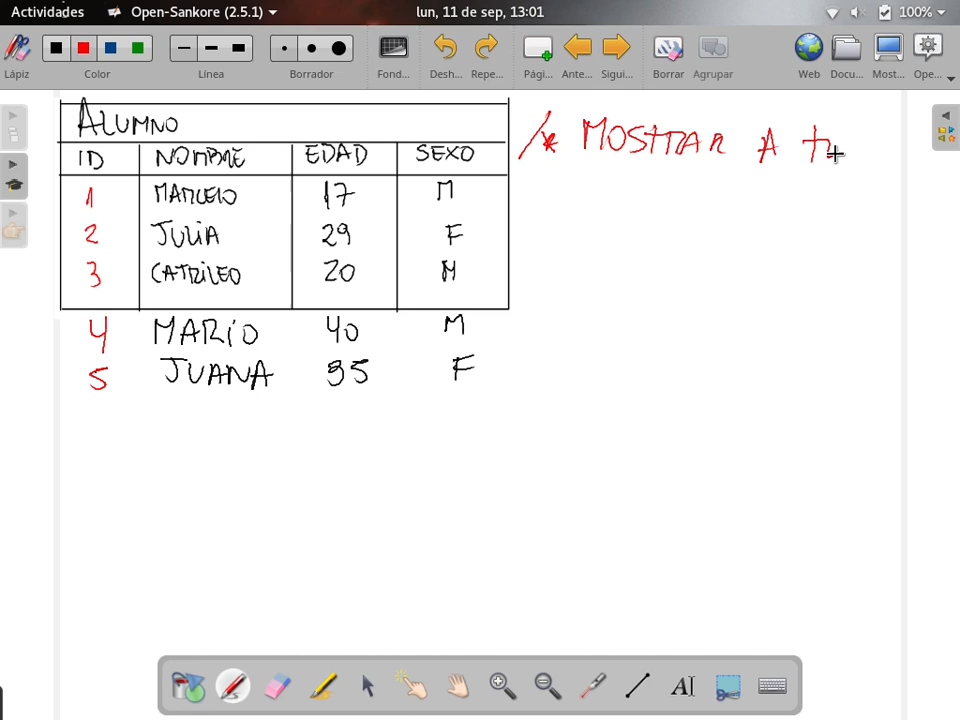 Actividades Open-Sankore (2.5.1) lun, 11 de sep, 13:01 100%
Lápiz Color Línea Borrador Fond... Desh... Repe... Pági... Ante... Sigui... Borrar Agrupar Web Docu... Most... Ope...
ALUMNO
ID NOMBRE EDAD SEXO
1 MARCELO 17 M
2 JULIA 29 F
3 CATRILEO 20 M
4 MARIO 40 M
5 JUANA 35 F
/* MOSTRAR A